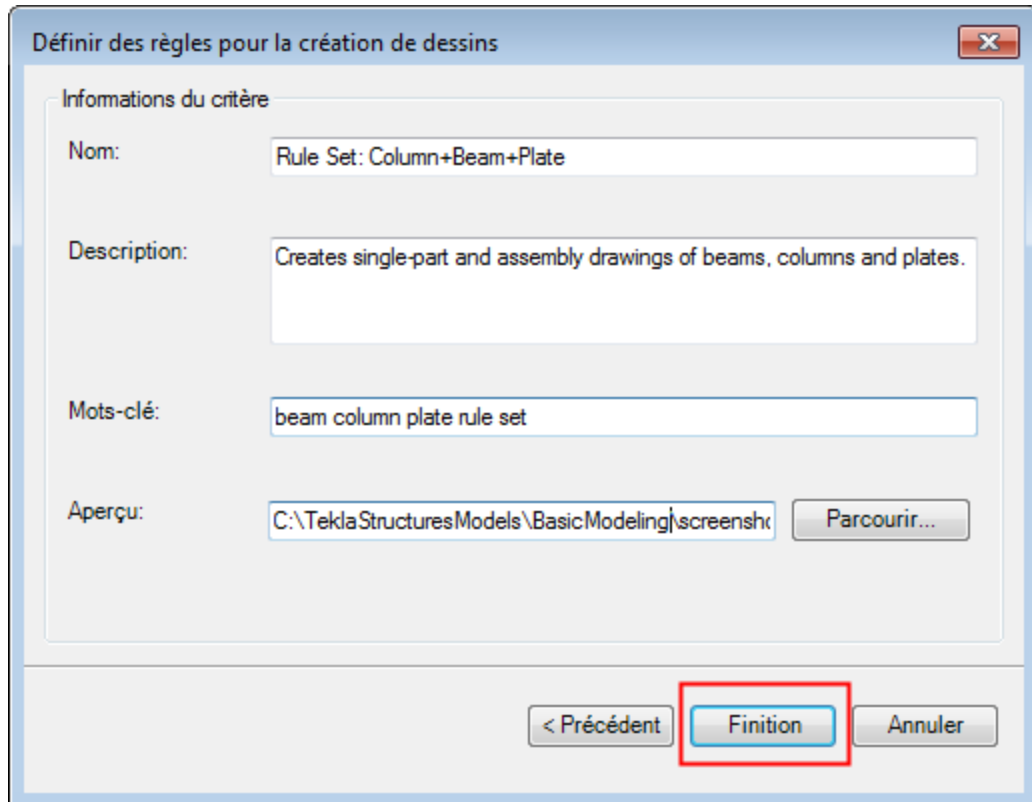 Définir des règles pour la création de dessins
Informations du critère
Nom:
Rule Set: Column+Beam+Plate
Description:
Creates single-part and assembly drawings of beams, columns and plates.
Mots-clé:
beam column plate rule set
Aperçu:
C:\TeklaStructuresModels\BasicModeling\screensho
Parcourir...
< Précédent
Finition
Annuler